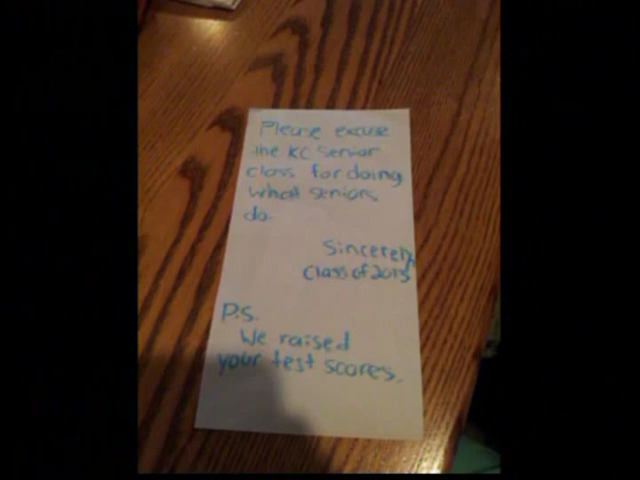 Please excuse
the KC Senior
class for doing
what seniors
do.
Sincerely,
Class of 2013
P.S.
We raised
your test scores.